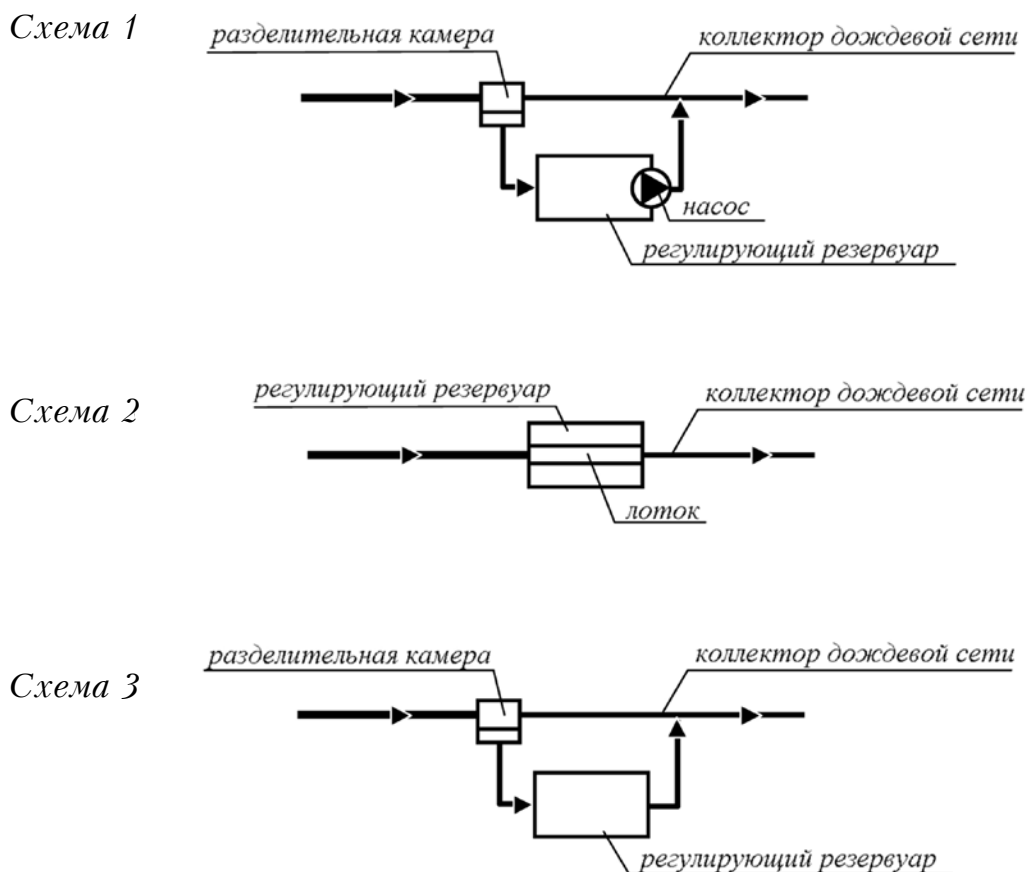 Схема 1
разделительная камера
коллектор дождевой сети
насос
регулирующий резервуар
Схема 2
регулирующий резервуар
коллектор дождевой сети
лоток
Схема 3
разделительная камера
коллектор дождевой сети
регулирующий резервуар